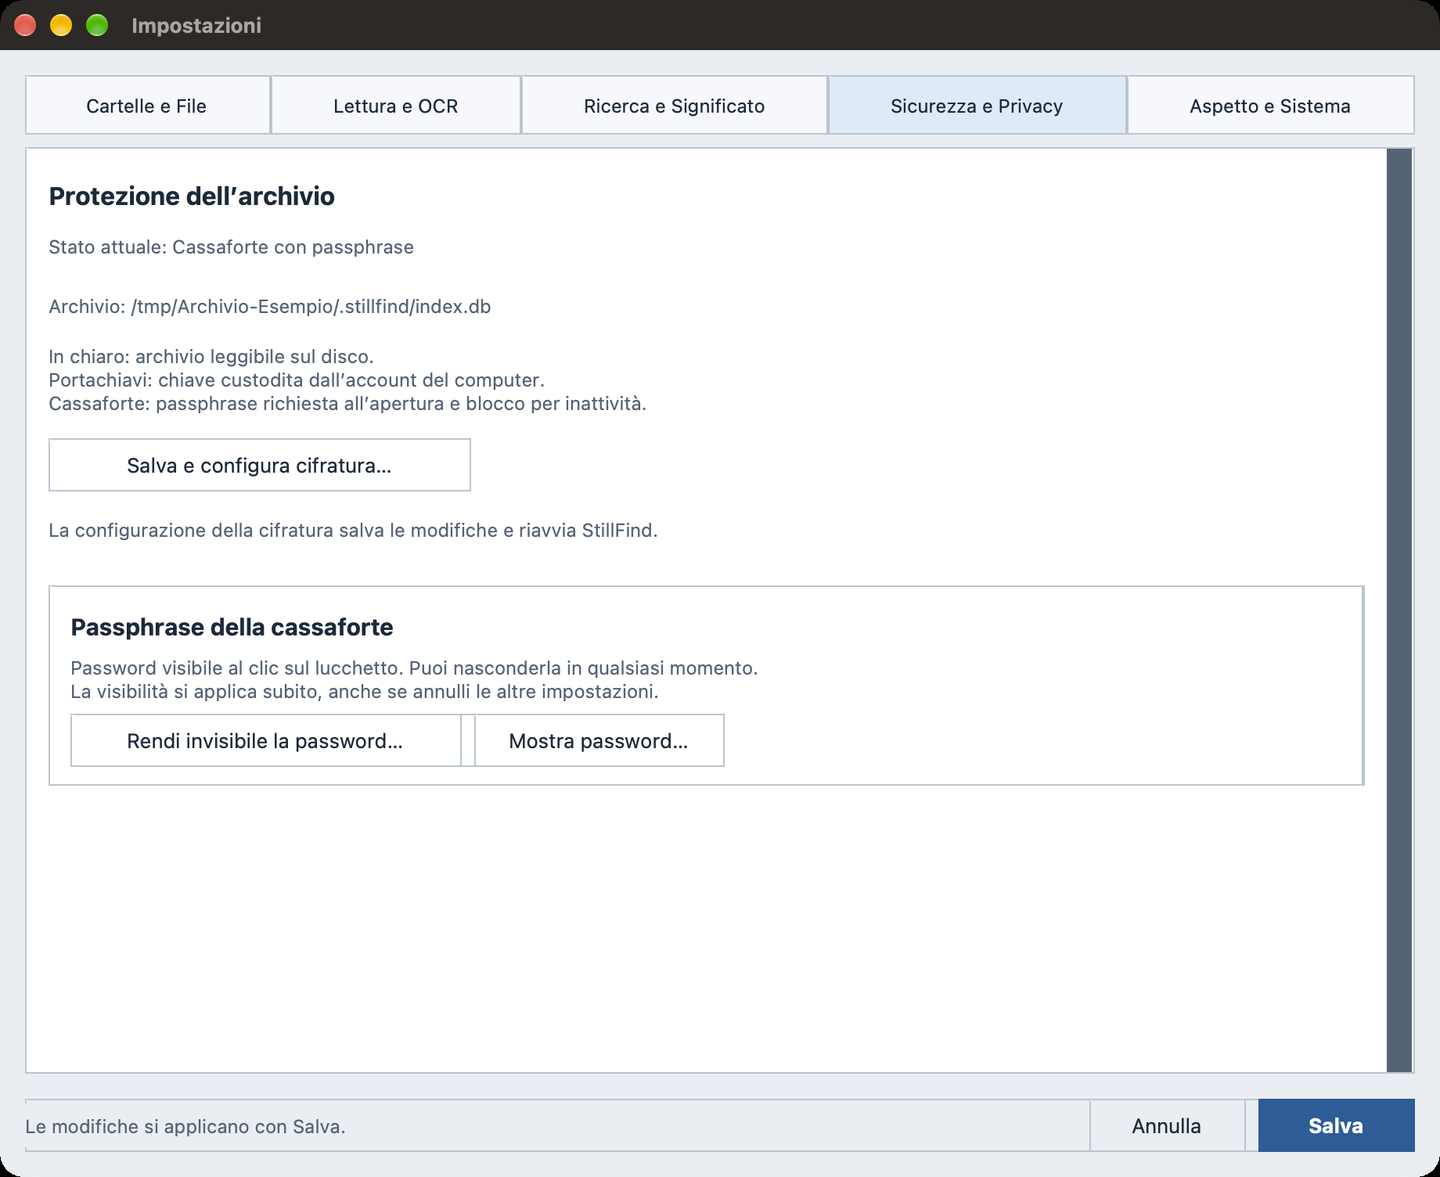 Impostazioni
Cartelle e File
Lettura e OCR
Ricerca e Significato
Sicurezza e Privacy
Aspetto e Sistema
Protezione dell’archivio
Stato attuale: Cassaforte con passphrase
Archivio: /tmp/Archivio-Esempio/.stillfind/index.db
In chiaro: archivio leggibile sul disco.
Portachiavi: chiave custodita dall’account del computer.
Cassaforte: passphrase richiesta all’apertura e blocco per inattività.
Salva e configura cifratura…
La configurazione della cifratura salva le modifiche e riavvia StillFind.
Passphrase della cassaforte
Password visibile al clic sul lucchetto. Puoi nasconderla in qualsiasi momento.
La visibilità si applica subito, anche se annulli le altre impostazioni.
Rendi invisibile la password…
Mostra password…
Le modifiche si applicano con Salva.
Annulla
Salva